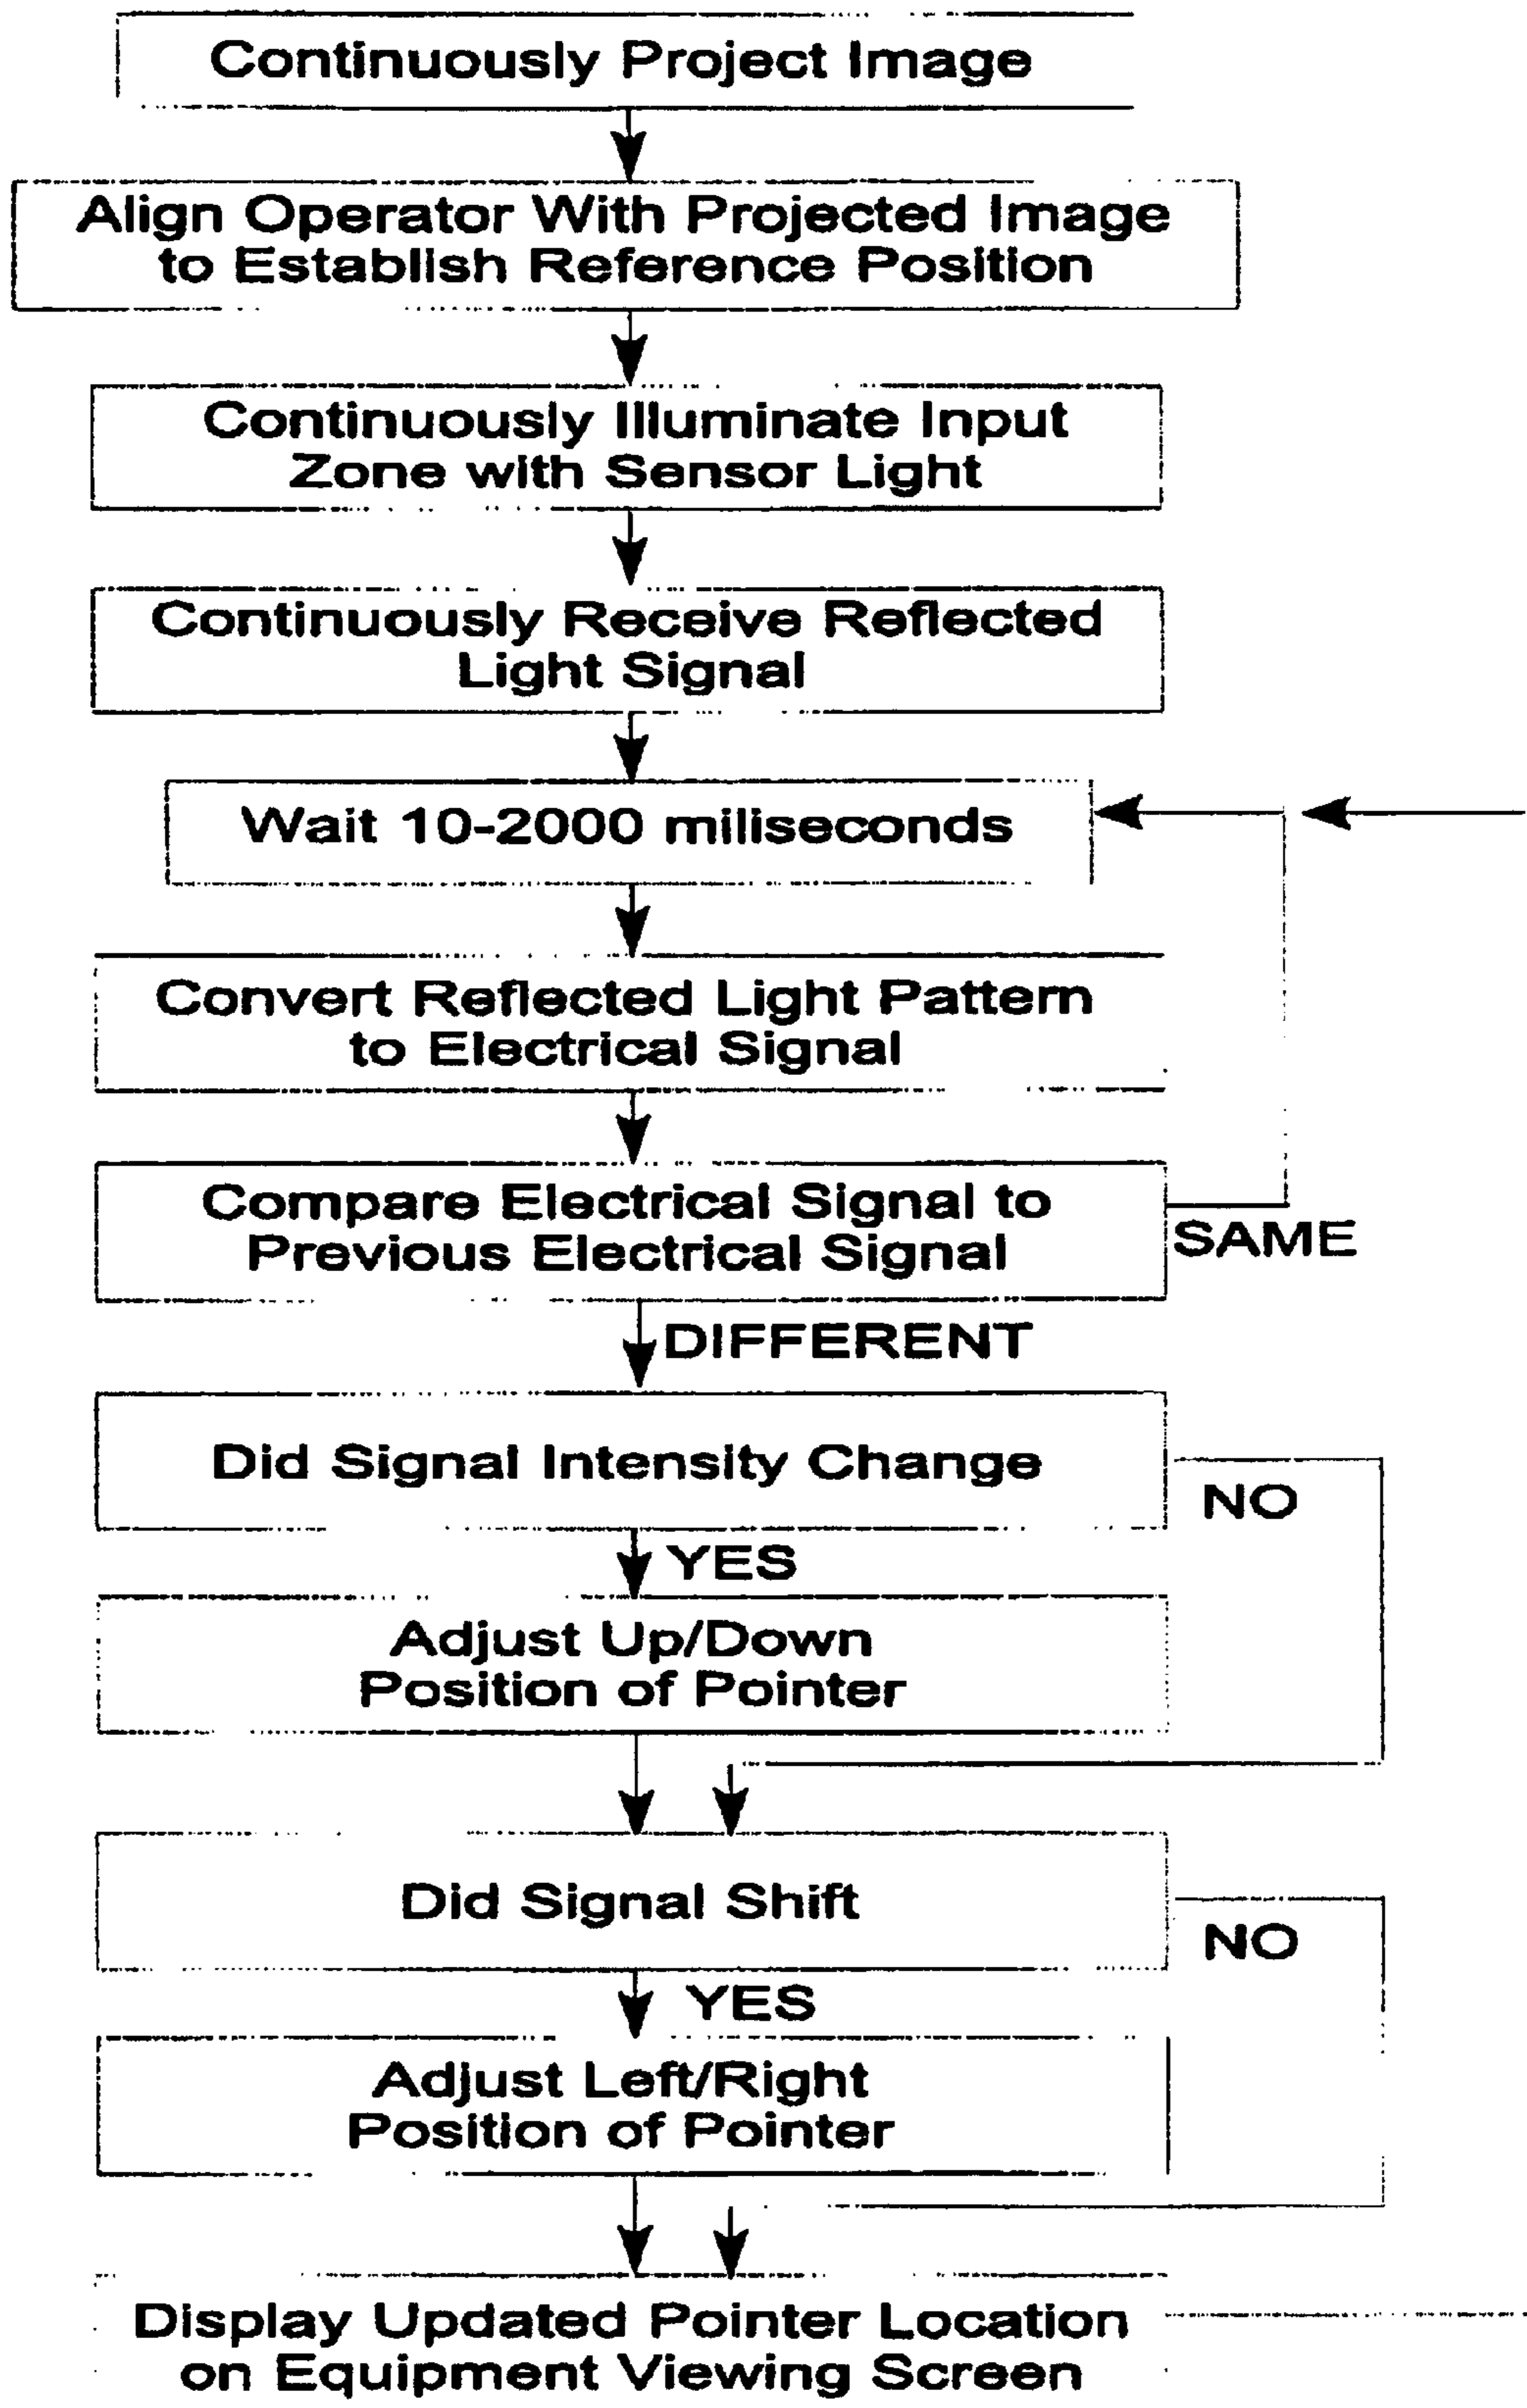 Continuously Project Image
Align Operator With Projected Image
to Establish Reference Position
Continuously Illuminate Input
Zone with Sensor Light
Continuously Receive Reflected
Light Signal
Wait 10-2000 miliseconds
Convert Reflected Light Pattern
to Electrical Signal
Compare Electrical Signal to
Previous Electrical Signal
SAME
DIFFERENT
Did Signal Intensity Change
NO
YES
Adjust Up/Down
Position of Pointer
Did Signal Shift
NO
YES
Adjust Left/Right
Position of Pointer
Display Updated Pointer Location
on Equipment Viewing Screen